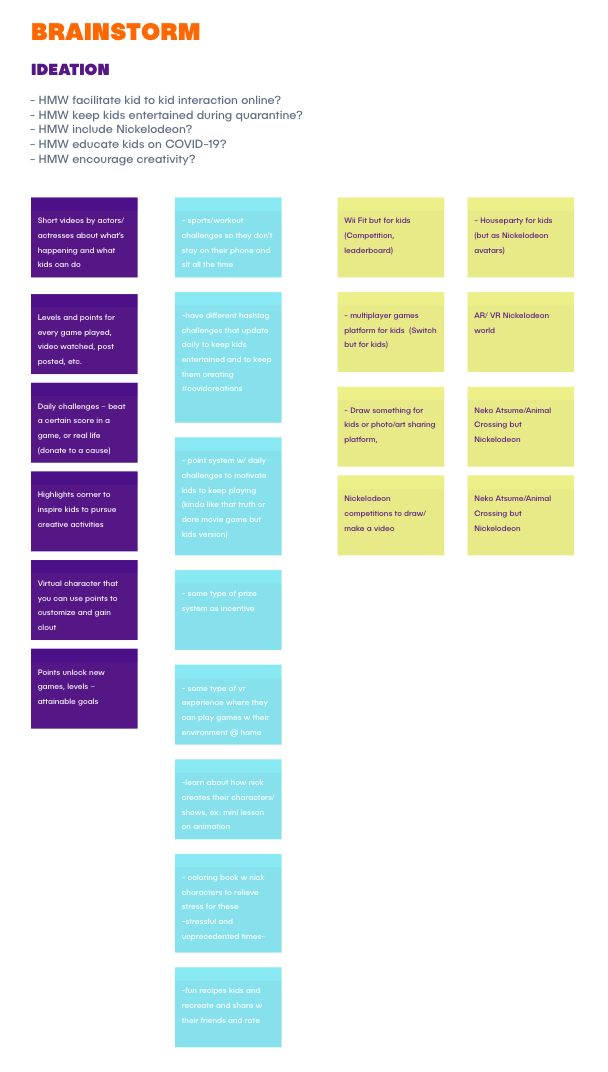 BRAINSTORM
IDEATION
- HMW facilitate kid to kid interaction online?
- HMW keep kids entertained during quarantine?
- HMW include Nickelodeon?
- HMW educate kids on COVID-19?
- HMW encourage creativity?
Short videos by actors/
actresses about what's
happening and what
kids can do
Levels and points for
every game played,
video watched, post
posted, etc.
Daily challenges - beat
a certain score in a
game, or real life
(donate to a cause)
Highlights corner to
inspire kids to pursue
creative activities
Virtual character that
you can use points to
customize and gain
clout
Points unlock new
games, levels -
attainable goals
- sports/workout
challenges so they don't
stay on their phone and
sit all the time
-have different hashtag
challenges that update
daily to keep kids
entertained and to keep
them creating
#covidcreations
- point system w/ daily
challenges to motivate
kids to keep playing
(kinda like that truth or
dare movie game but
kids version)
- some type of prize
system as incentive
- some type of vr
experience where they
can play games w their
environment @ home
-learn about how nick
creates their characters/
shows, ex: mini lesson
on animation
- coloring book w nick
characters to relieve
stress for these
-stressful and
unprecedented times-
-fun recipes kids and
recreate and share w
their friends and rate
Wii Fit but for kids
(Competition,
leaderboard)
- multiplayer games
platform for kids (Switch
but for kids)
- Draw something for
kids or photo/art sharing
platform,
Nickelodeon
competitions to draw/
make a video
- Houseparty for kids
(but as Nickelodeon
avatars)
AR/ VR Nickelodeon
world
Neko Atsume/Animal
Crossing but
Nickelodeon
Neko Atsume/Animal
Crossing but
Nickelodeon